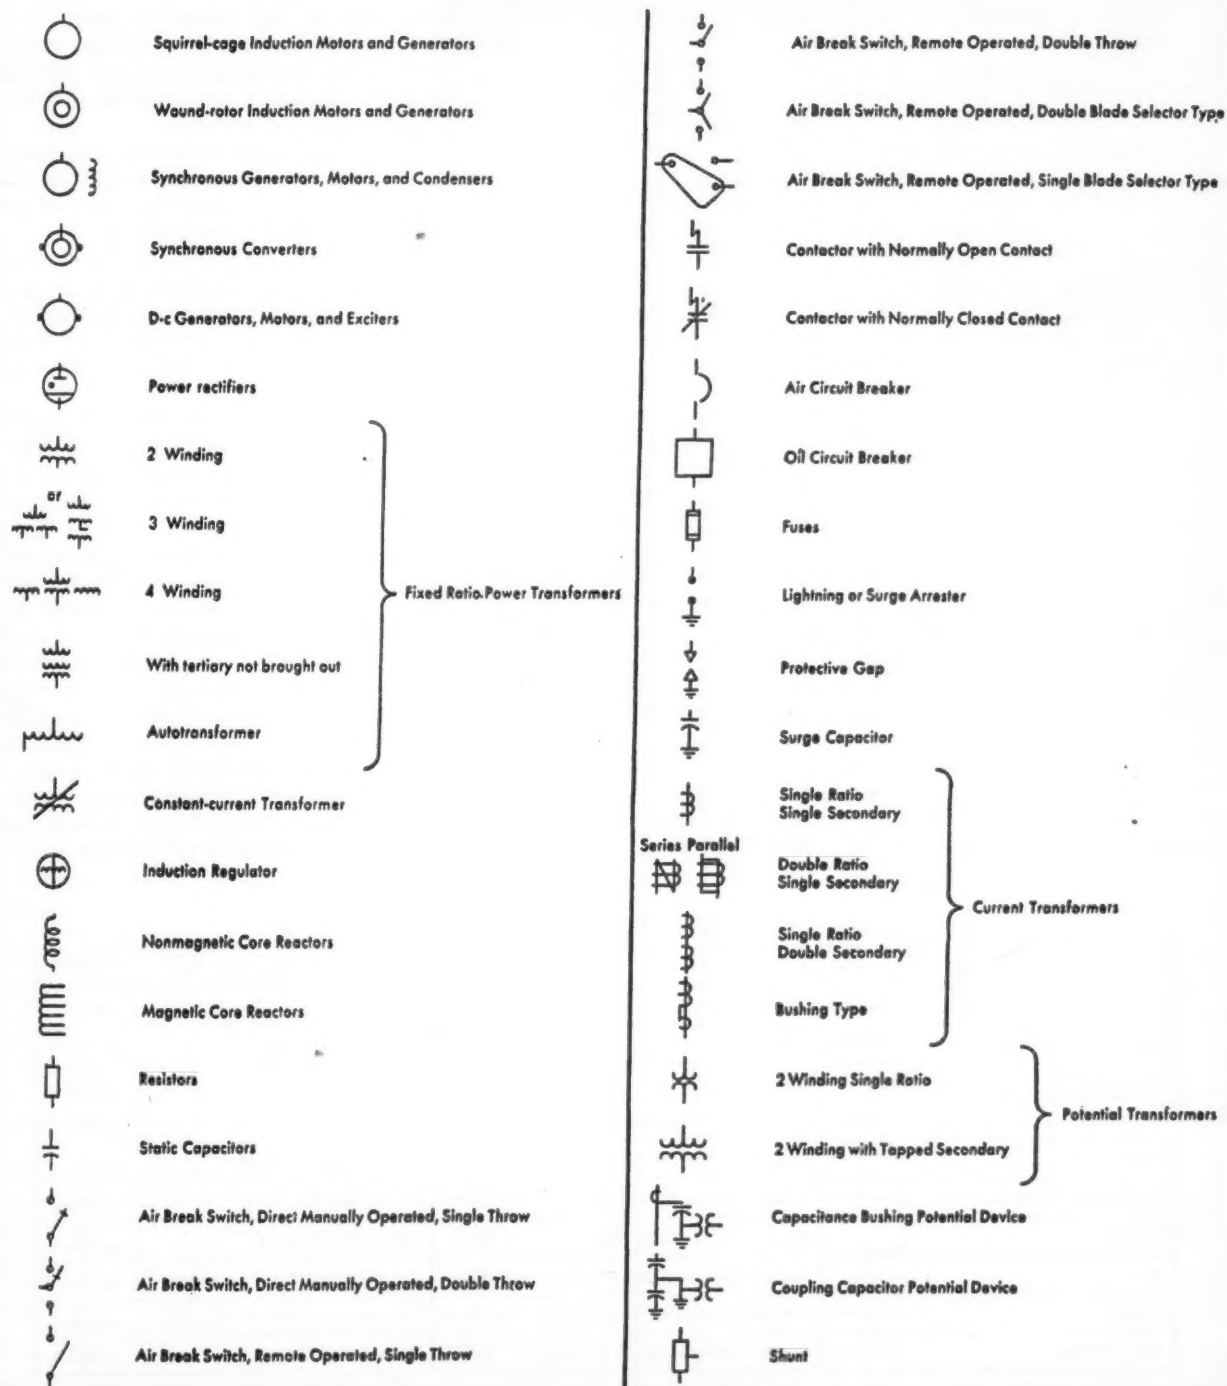 Squirrel-cage Induction Motors and Generators
Wound-rotor Induction Motors and Generators
Synchronous Generators, Motors, and Condensers
Synchronous Converters
D-c Generators, Motors, and Exciters
Power rectifiers
2 Winding
or
3 Winding
4 Winding
Fixed Ratio Power Transformers
With tertiary not brought out
Autotransformer
Constant-current Transformer
Induction Regulator
Nonmagnetic Core Reactors
Magnetic Core Reactors
Resistors
Static Capacitors
Air Break Switch, Direct Manually Operated, Single Throw
Air Break Switch, Direct Manually Operated, Double Throw
Air Break Switch, Remote Operated, Single Throw
Air Break Switch, Remote Operated, Double Throw
Air Break Switch, Remote Operated, Double Blade Selector Type
Air Break Switch, Remote Operated, Single Blade Selector Type
Contactor with Normally Open Contact
Contactor with Normally Closed Contact
Air Circuit Breaker
Oil Circuit Breaker
Fuses
Lightning or Surge Arrester
Protective Gap
Surge Capacitor
Single Ratio
Single Secondary
Series Parallel
Double Ratio
Single Secondary
Current Transformers
Single Ratio
Double Secondary
Bushing Type
2 Winding Single Ratio
Potential Transformers
2 Winding with Tapped Secondary
Capacitance Bushing Potential Device
Coupling Capacitor Potential Device
Shunt